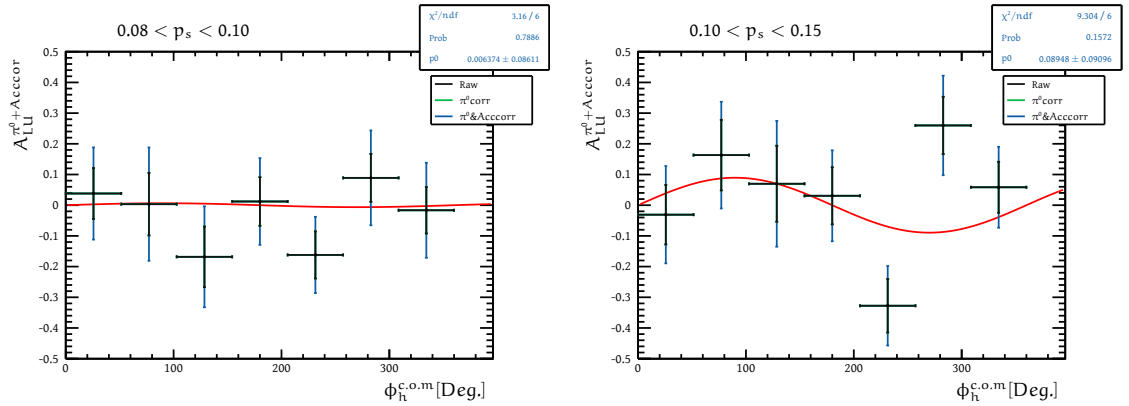 0.08 < p_s < 0.10
χ²/ndf 3.16 / 6
Prob 0.7886
p0 0.006374 ± 0.08611
Raw
π⁰corr
π⁰&Acccorr
A_LU^π⁰+Acccor
0.5
0.4
0.3
0.2
0.1
0
-0.1
-0.2
-0.3
-0.4
-0.5
0 100 200 300
ϕ_h^c.o.m [Deg.]
0.10 < p_s < 0.15
χ²/ndf 9.304 / 6
Prob 0.1572
p0 0.08948 ± 0.09096
Raw
π⁰corr
π⁰&Acccorr
A_LU^π⁰+Acccor
0.5
0.4
0.3
0.2
0.1
0
-0.1
-0.2
-0.3
-0.4
-0.5
0 100 200 300
ϕ_h^c.o.m [Deg.]